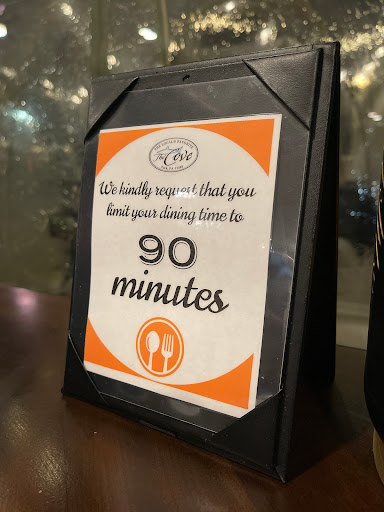 The Cove
We kindly request that you
limit your dining time to
90
minutes